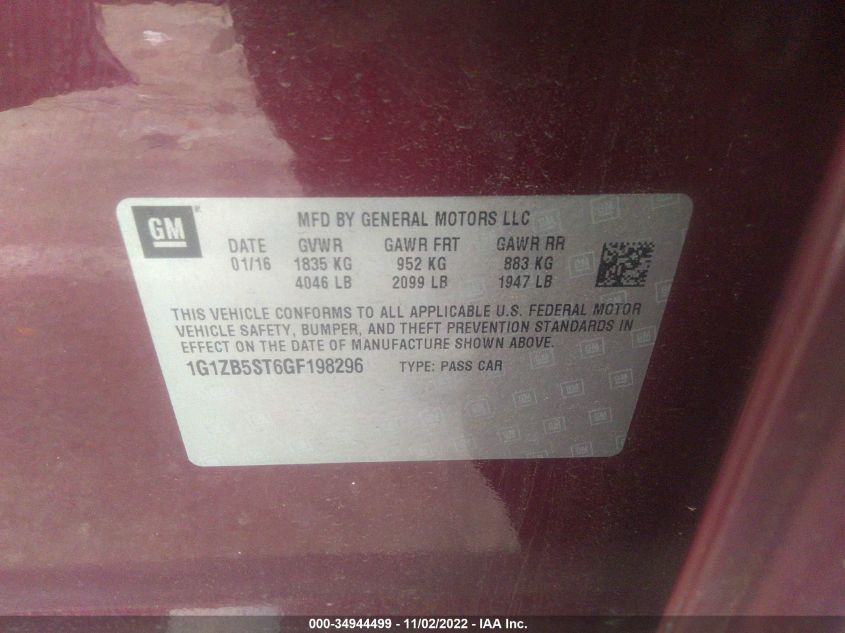 GM
MFD BY GENERAL MOTORS LLC
DATE GVWR GAWR FRT GAWR RR
01/16 1835 KG 952 KG 883 KG
4046 LB 2099 LB 1947 LB
THIS VEHICLE CONFORMS TO ALL APPLICABLE U.S. FEDERAL MOTOR
VEHICLE SAFETY, BUMPER, AND THEFT PREVENTION STANDARDS IN
EFFECT ON THE DATE OF MANUFACTURE SHOWN ABOVE.
1G1ZB5ST6GF198296 TYPE: PASS CAR
000-34944499 - 11/02/2022 - IAA Inc.